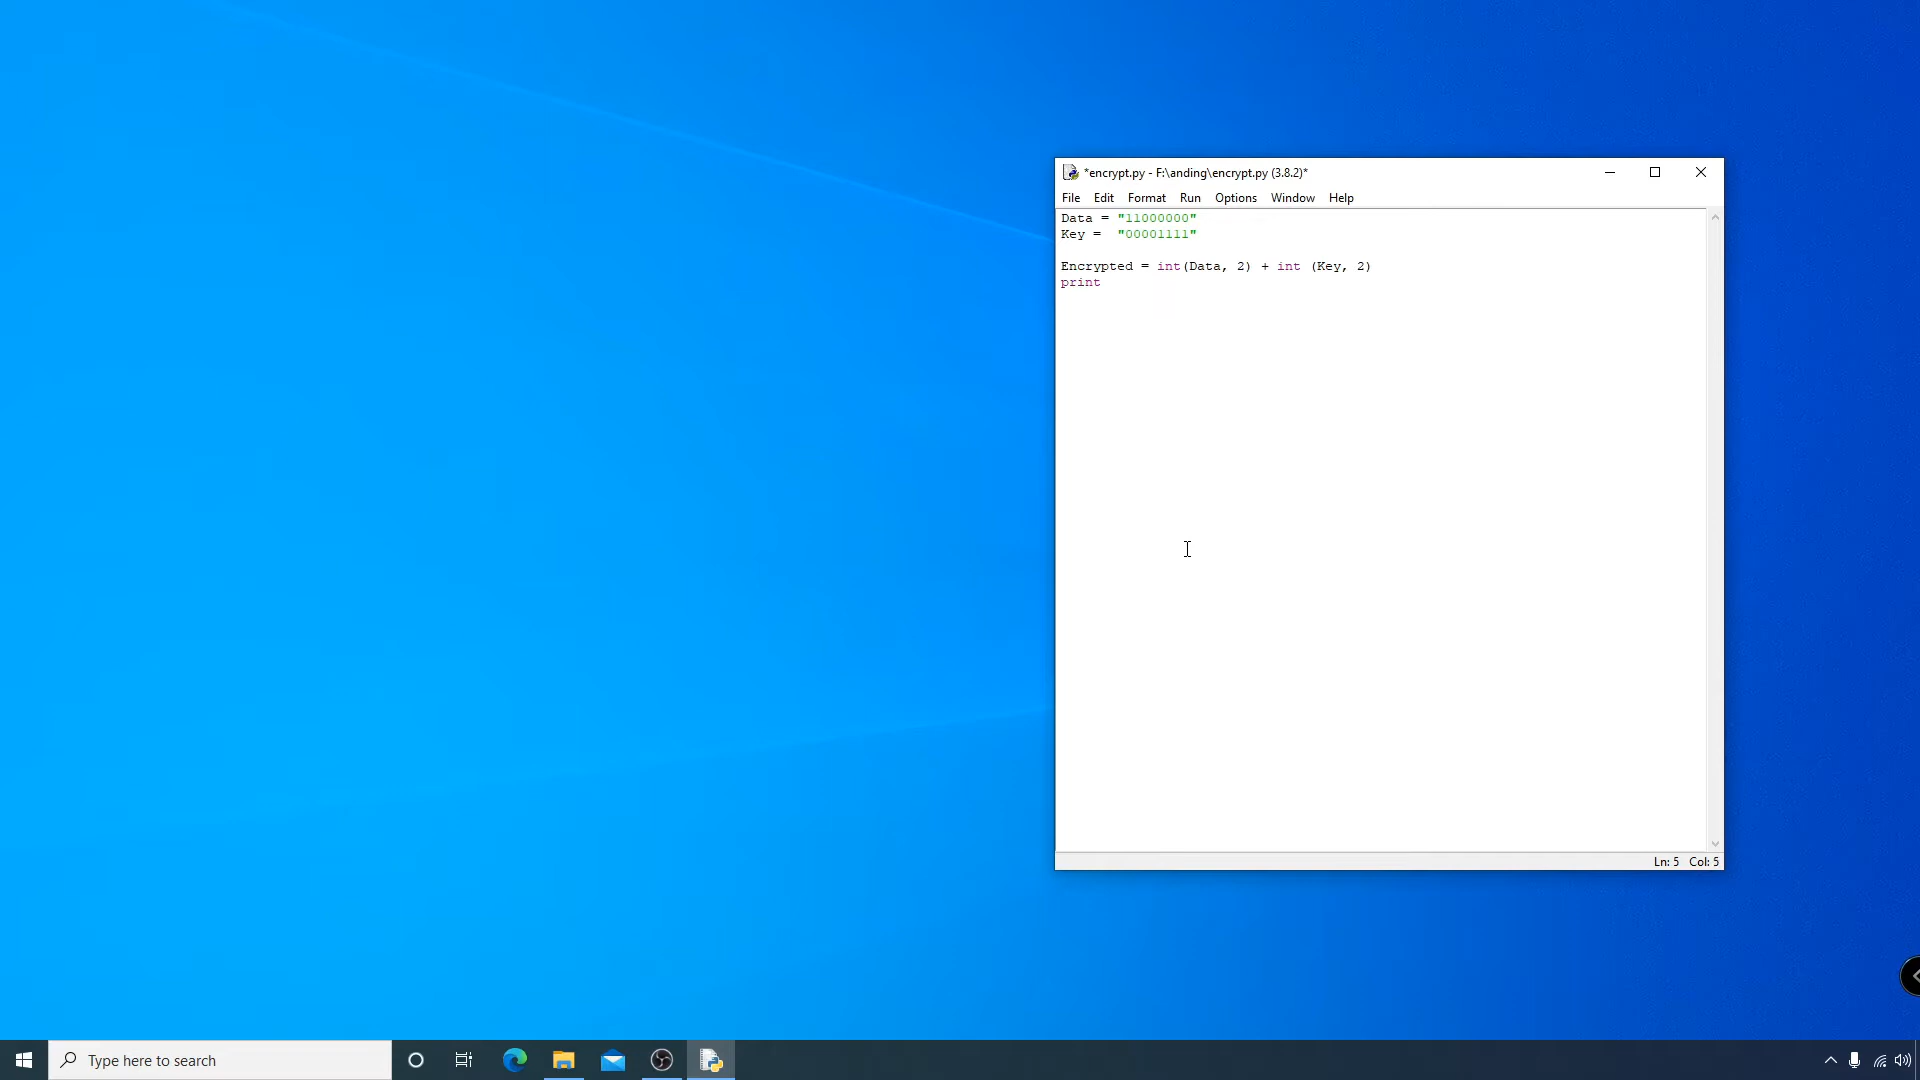 *encrypt.py - F:\anding\encrypt.py (3.8.2)*
File Edit Format Run Options Window Help
Data = "11000000"
Key =  "00001111"
Encrypted = int(Data, 2) + int (Key, 2)
print
Ln: 5 Col: 5
Type here to search